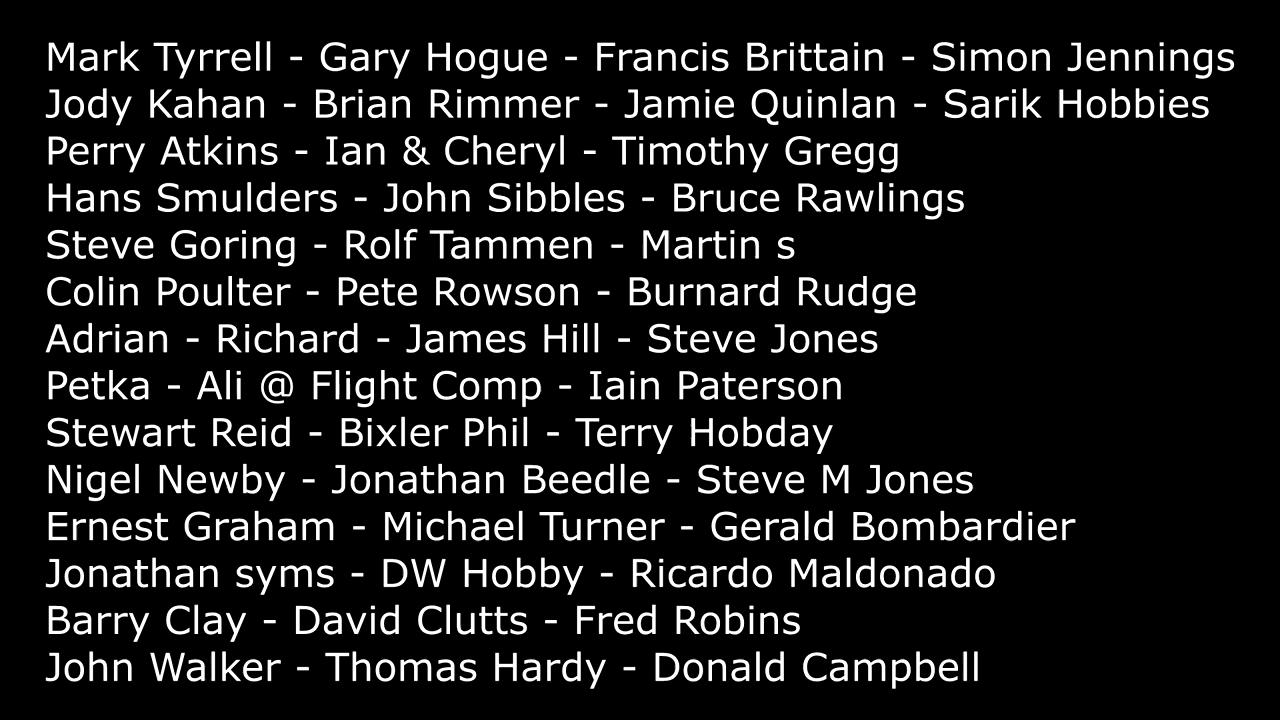 Mark Tyrrell - Gary Hogue - Francis Brittain - Simon Jennings
Jody Kahan - Brian Rimmer - Jamie Quinlan - Sarik Hobbies
Perry Atkins - Ian & Cheryl - Timothy Gregg
Hans Smulders - John Sibbles - Bruce Rawlings
Steve Goring - Rolf Tammen - Martin s
Colin Poulter - Pete Rowson - Burnard Rudge
Adrian - Richard - James Hill - Steve Jones
Petka - Ali @ Flight Comp - Iain Paterson
Stewart Reid - Bixler Phil - Terry Hobday
Nigel Newby - Jonathan Beedle - Steve M Jones
Ernest Graham - Michael Turner - Gerald Bombardier
Jonathan syms - DW Hobby - Ricardo Maldonado
Barry Clay - David Clutts - Fred Robins
John Walker - Thomas Hardy - Donald Campbell